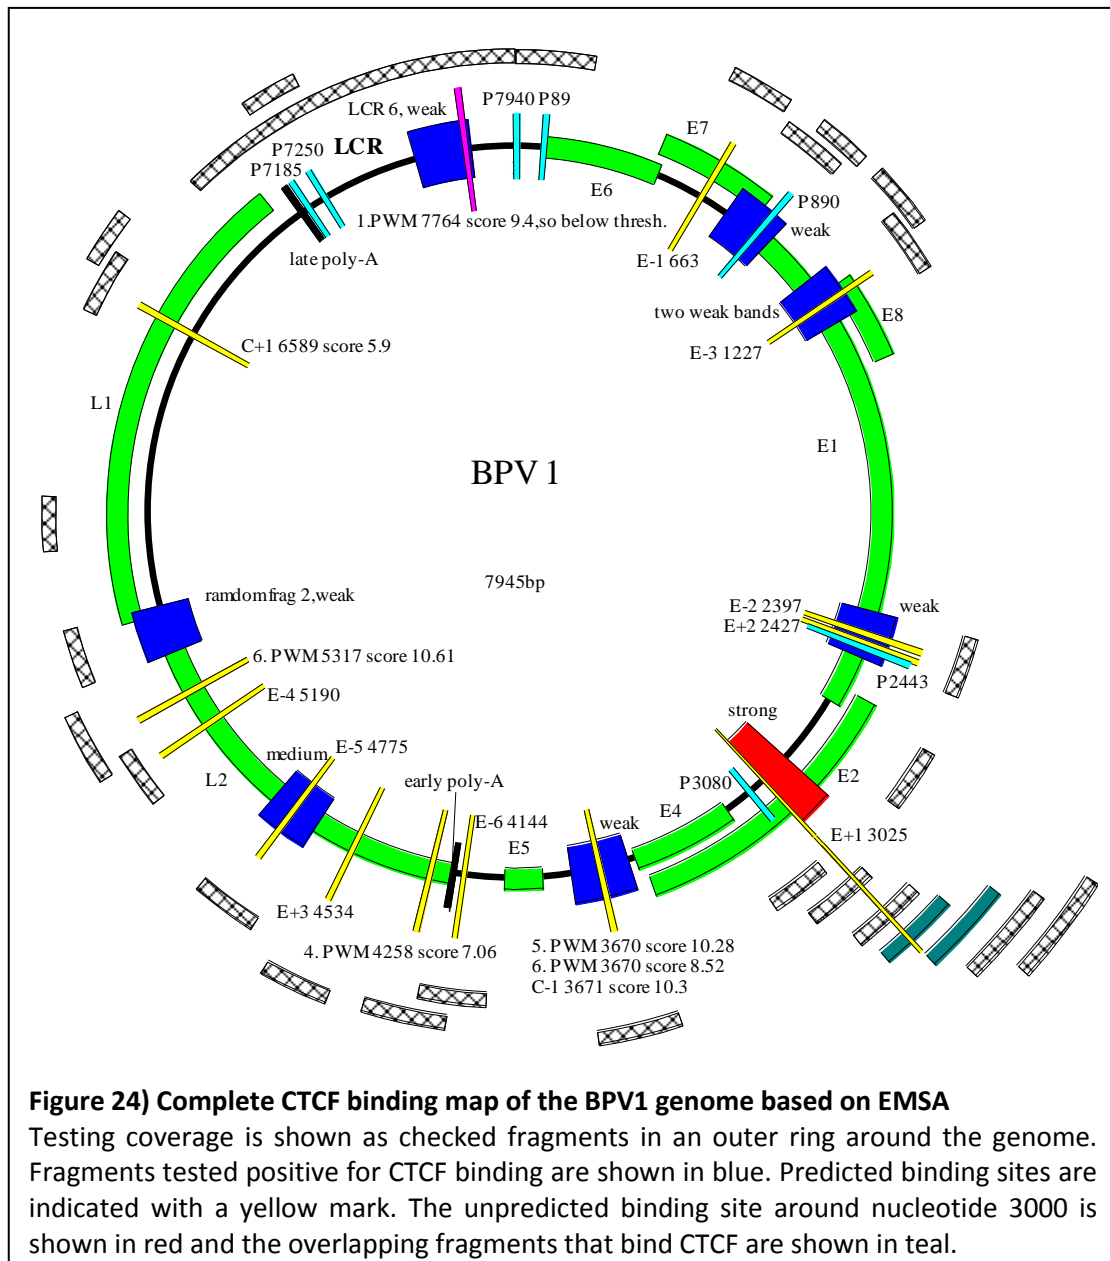 LCR 6, weak
P7940 P89
E7
P7250
LCR
P7185
E6
P890
weak
1.PWM 7764 score 9.4,so below thresh.
late poly-A
E-1 663
two weak bands
E8
E-3 1227
C+1 6589 score 5.9
L1
E1
BPV 1
7945bp
ramdomfrag 2,weak
E-2 2397
weak
E+2 2427
6. PWM 5317 score 10.61
P2443
E-4 5190
strong
medium
E-5 4775
L2
early poly-A
P3080
E2
E-6 4144
weak
E4
E5
E+1 3025
E+3 4534
4. PWM 4258 score 7.06
5. PWM 3670 score 10.28
6. PWM 3670 score 8.52
C-1 3671 score 10.3
Figure 24) Complete CTCF binding map of the BPV1 genome based on EMSA
Testing coverage is shown as checked fragments in an outer ring around the genome.
Fragments tested positive for CTCF binding are shown in blue. Predicted binding sites are
indicated with a yellow mark. The unpredicted binding site around nucleotide 3000 is
shown in red and the overlapping fragments that bind CTCF are shown in teal.